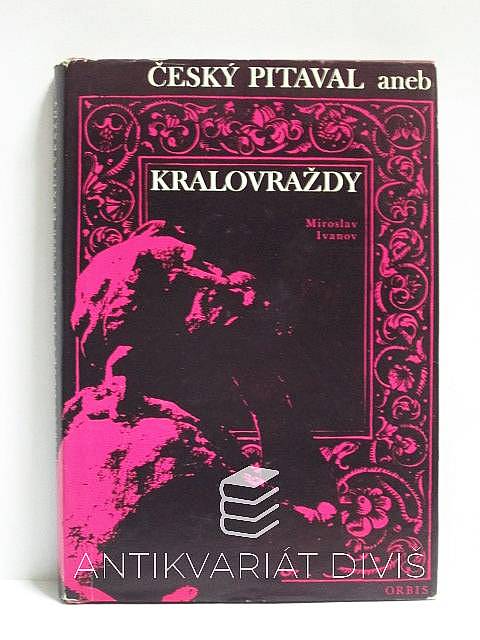 ČESKÝ PITAVAL aneb
KRALOVRAŽDY
Miroslav
Ivanov
ANTIKVARIÁT DIVIŠ
ORBIS